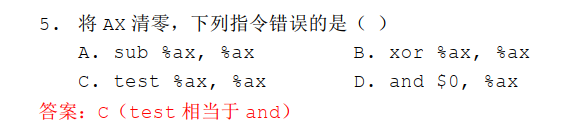 5. 将 AX 清零，下列指令错误的是（ ）
A. sub %ax, %ax B. xor %ax, %ax
C. test %ax, %ax D. and $0, %ax
答案：C（test 相当于 and）